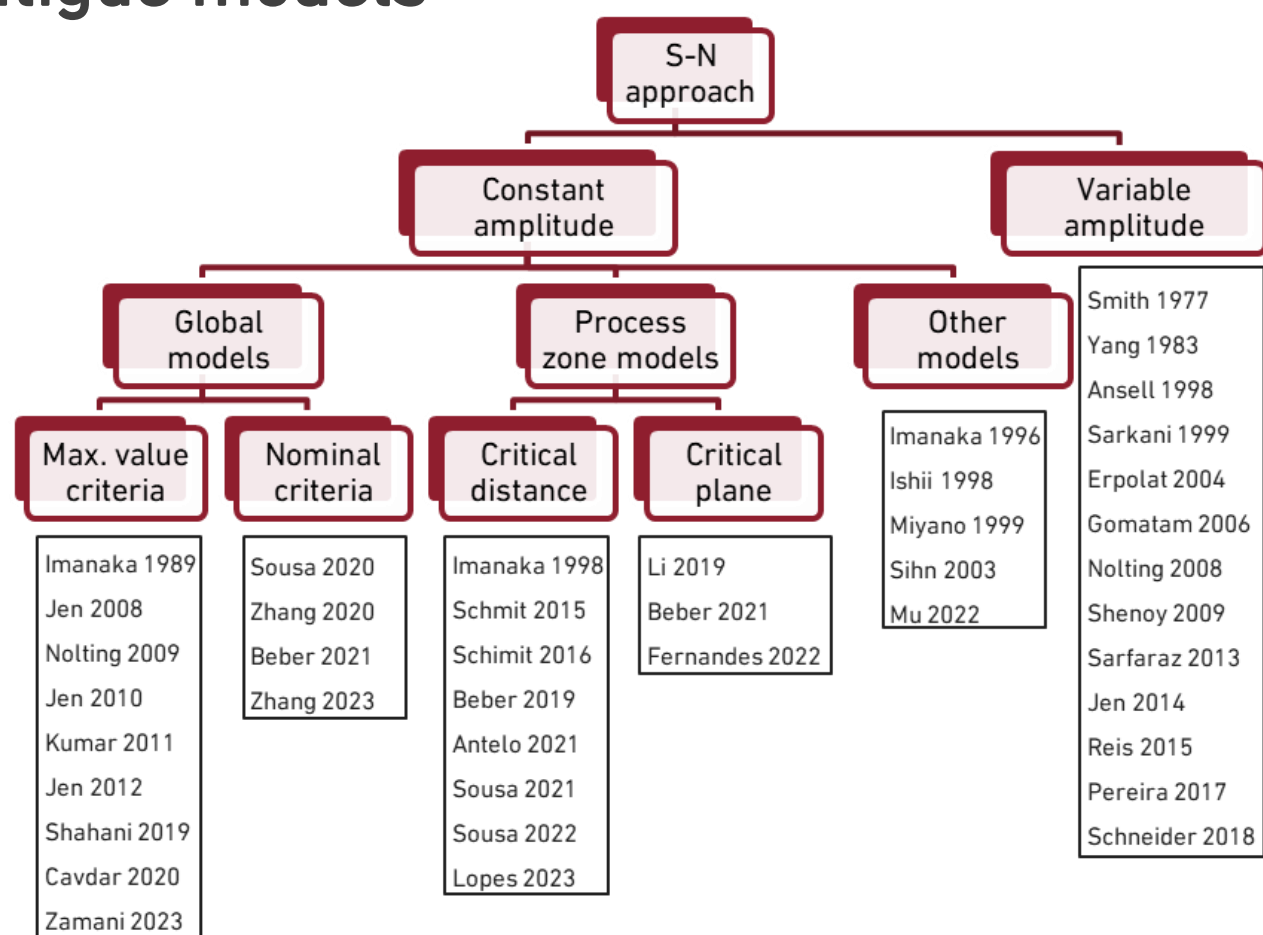 models
S-N
approach
Constant
amplitude
Variable
amplitude
Global
models
Process
zone models
Other
models
Max. value
criteria
Nominal
criteria
Critical
distance
Critical
plane
Imanaka 1989
Jen 2008
Nolting 2009
Jen 2010
Kumar 2011
Jen 2012
Shahani 2019
Cavdar 2020
Zamani 2023
Sousa 2020
Zhang 2020
Beber 2021
Zhang 2023
Imanaka 1998
Schmit 2015
Schimit 2016
Beber 2019
Antelo 2021
Sousa 2021
Sousa 2022
Lopes 2023
Li 2019
Beber 2021
Fernandes 2022
Imanaka 1996
Ishii 1998
Miyano 1999
Sihn 2003
Mu 2022
Smith 1977
Yang 1983
Ansell 1998
Sarkani 1999
Erpolat 2004
Gomatam 2006
Nolting 2008
Shenoy 2009
Sarfaraz 2013
Jen 2014
Reis 2015
Pereira 2017
Schneider 2018